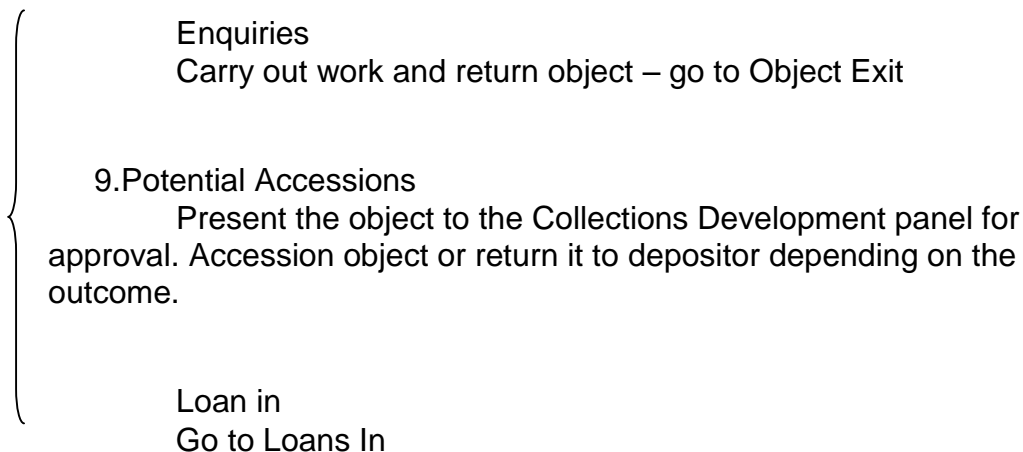 Enquiries
Carry out work and return object – go to Object Exit
9.Potential Accessions
Present the object to the Collections Development panel for
approval. Accession object or return it to depositor depending on the
outcome.
Loan in
Go to Loans In